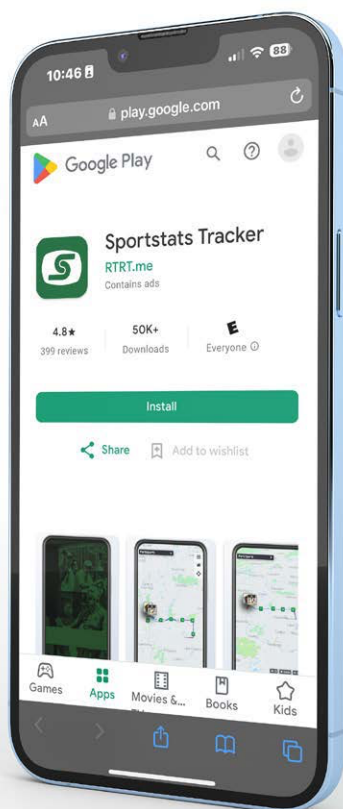 10:46
88
AA
play.google.com
Google Play
Sportstats Tracker
RTRT.me
Contains ads
4.8★
50K+
E
399 reviews
Downloads
Everyone
Install
Share
Add to wishlist
Games
Apps
Movies &...
Books
Kids